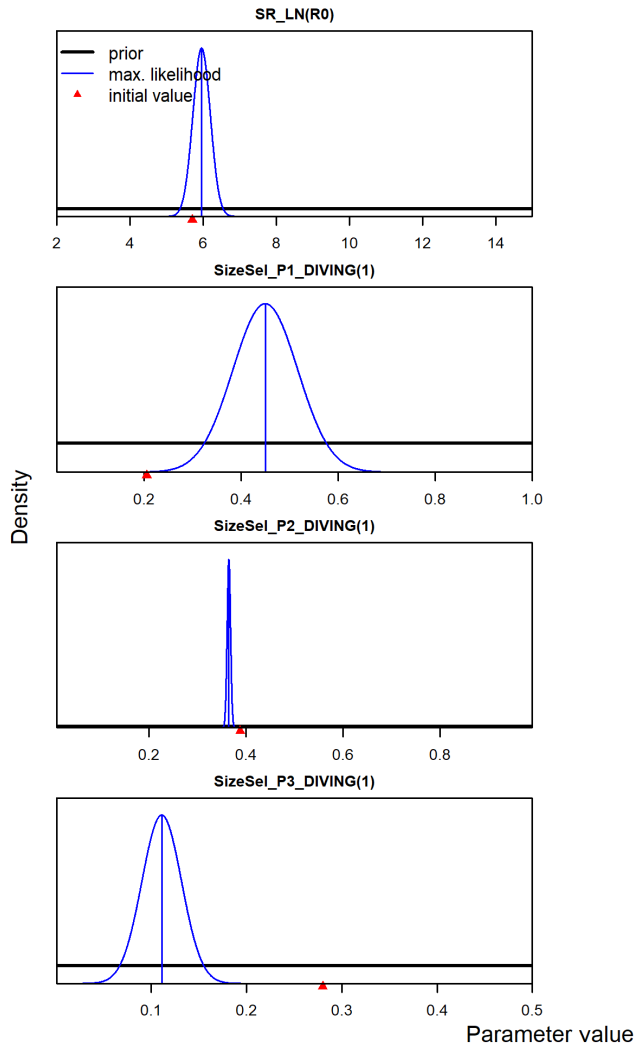 SR_LN(R0)
prior
max. likelihood
initial value
2 4 6 8 10 12 14
SizeSel_P1_DIVING(1)
0.2 0.4 0.6 0.8 1.0
Density
SizeSel_P2_DIVING(1)
0.2 0.4 0.6 0.8
SizeSel_P3_DIVING(1)
0.1 0.2 0.3 0.4 0.5
Parameter value